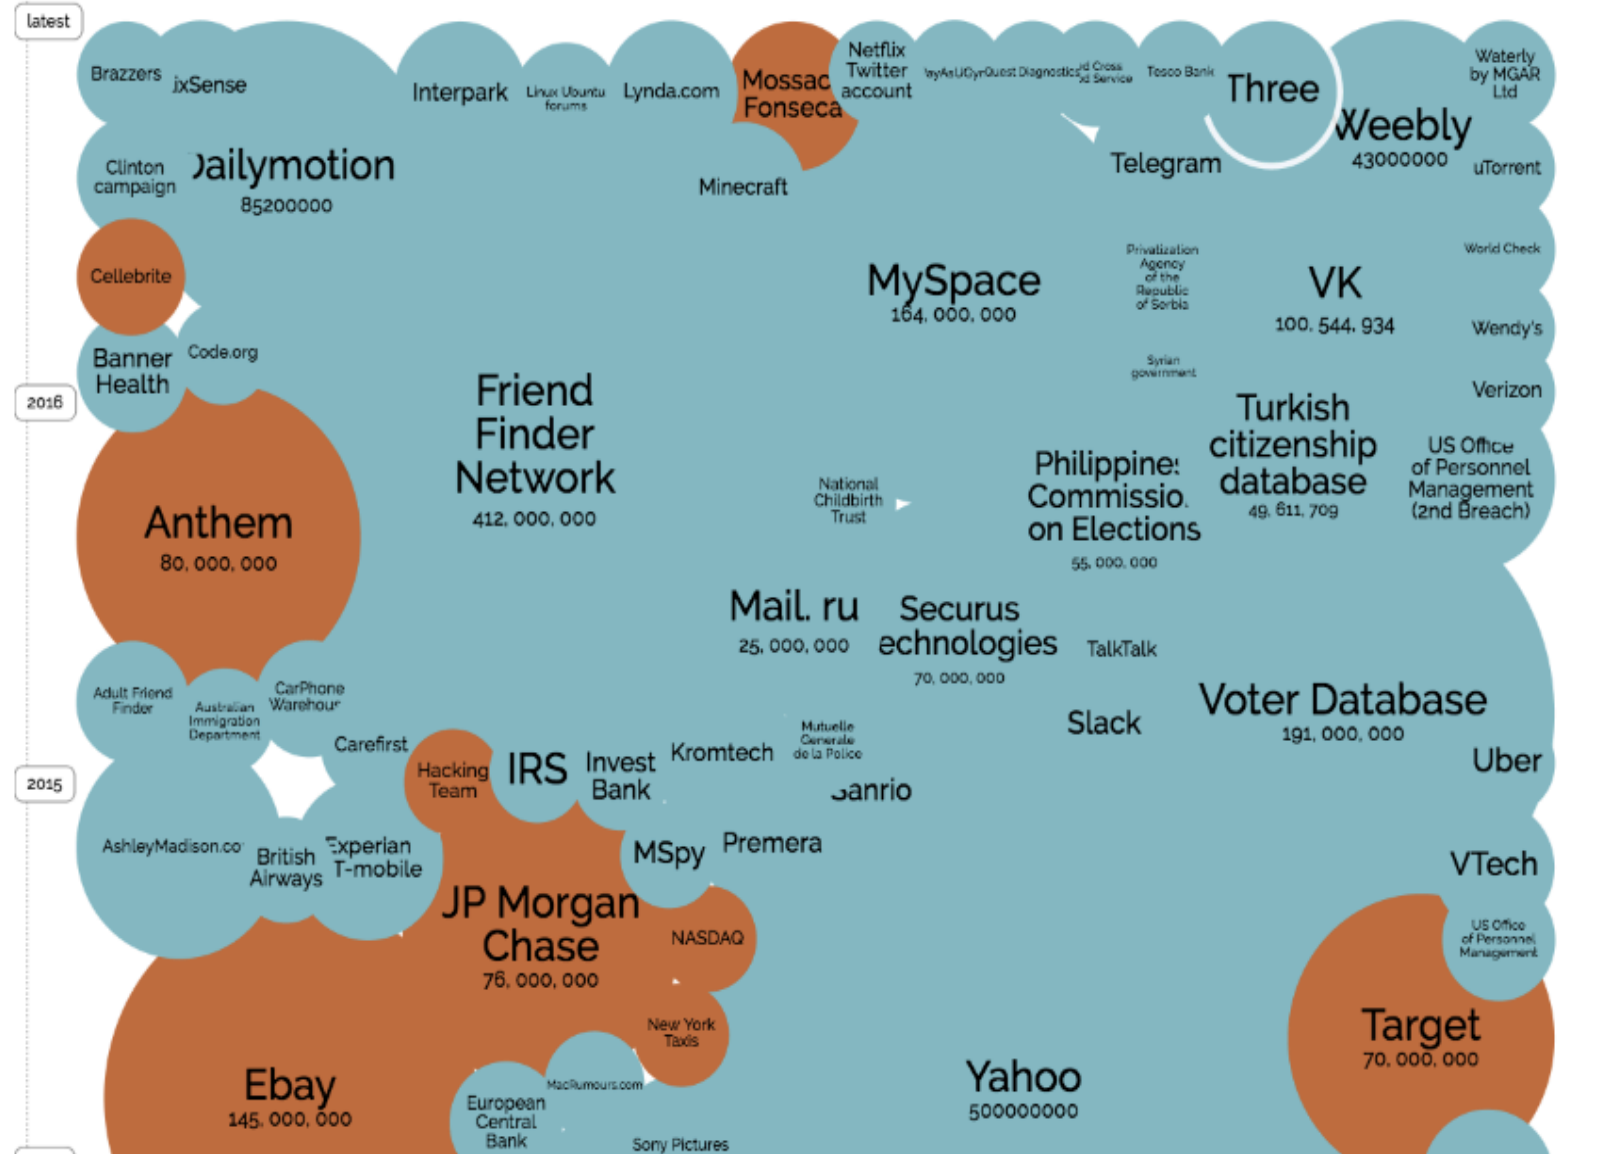 latest
Brazzers
ixSense
Interpark
Linux Ubuntu
forums
Lynda.com
Mossac
Fonseca
Netflix
Twitter
account
Quest Diagnostics
d Cross
d Service
Tesco Bank
Three
Weebly
43000000
Waterly
by MGAR
Ltd
Clinton
campaign
Dailymotion
85200000
Minecraft
Telegram
uTorrent
Cellebrite
MySpace
164, 000, 000
Privatization
Agency
of the
Republic
of Serbia
VK
100, 544, 934
World Check
Wendy's
Banner
Health
Code.org
Syrian
government
Verizon
2016
Friend
Finder
Network
412, 000, 000
Turkish
citizenship
database
49, 611, 709
US Office
of Personnel
Management
(2nd Breach)
Anthem
80, 000, 000
National
Childbirth
Trust
Philippines
Commissio
on Elections
55, 000, 000
Mail. ru
25, 000, 000
Securus
echnologies
70, 000, 000
TalkTalk
Adult Friend
Finder
Australian
Immigration
Department
CarPhone
Warehous
Voter Database
191, 000, 000
Carefirst
Hacking
Team
IRS
Invest
Bank
Kromtech
Mutuelle
Generale
de la Police
Slack
Uber
2015
Sanrio
AshleyMadison.co
British
Airways
Experian
T-mobile
MSpy
Premera
VTech
JP Morgan
Chase
76, 000, 000
NASDAQ
US Office
of Personnel
Management
New York
Taxis
Target
70, 000, 000
Ebay
145, 000, 000
MacRumours.com
European
Central
Bank
Yahoo
500000000
Sony Pictures